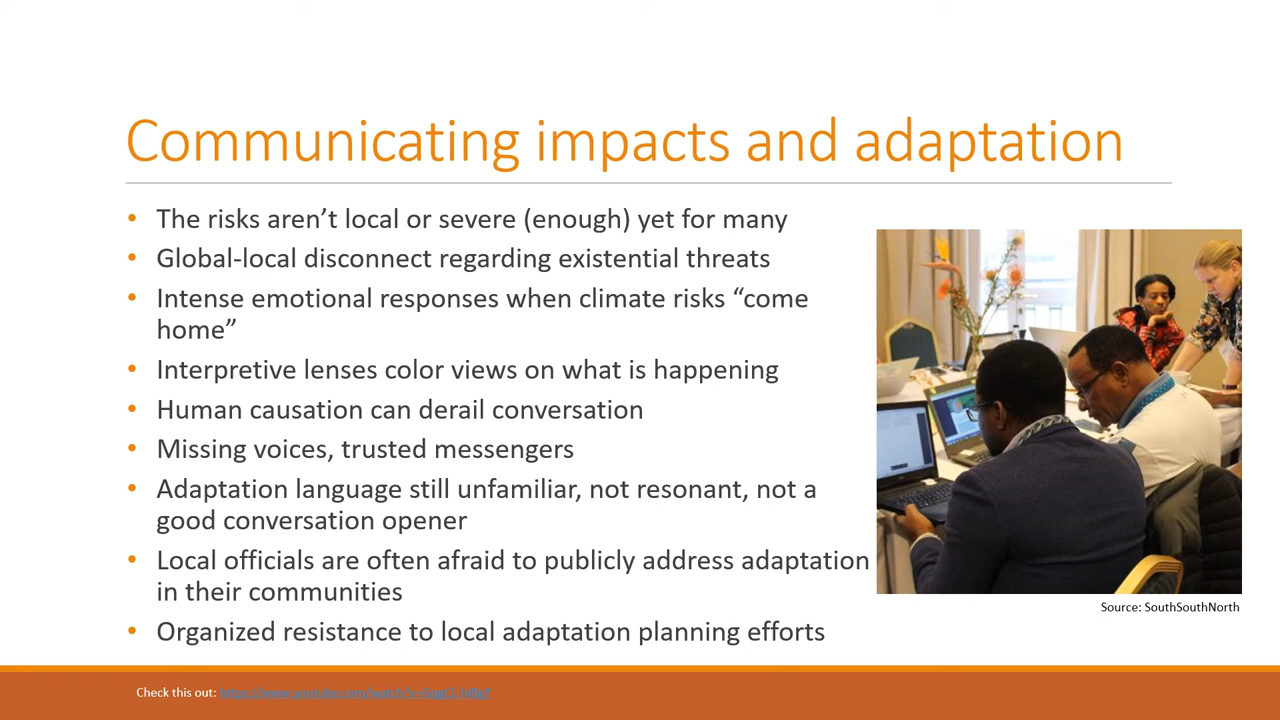 Communicating impacts and adaptation
• The risks aren’t local or severe (enough) yet for many
• Global-local disconnect regarding existential threats
• Intense emotional responses when climate risks “come
home”
• Interpretive lenses color views on what is happening
• Human causation can derail conversation
• Missing voices, trusted messengers
• Adaptation language still unfamiliar, not resonant, not a
good conversation opener
• Local officials are often afraid to publicly address adaptation
in their communities
• Organized resistance to local adaptation planning efforts
Source: SouthSouthNorth
Check this out: